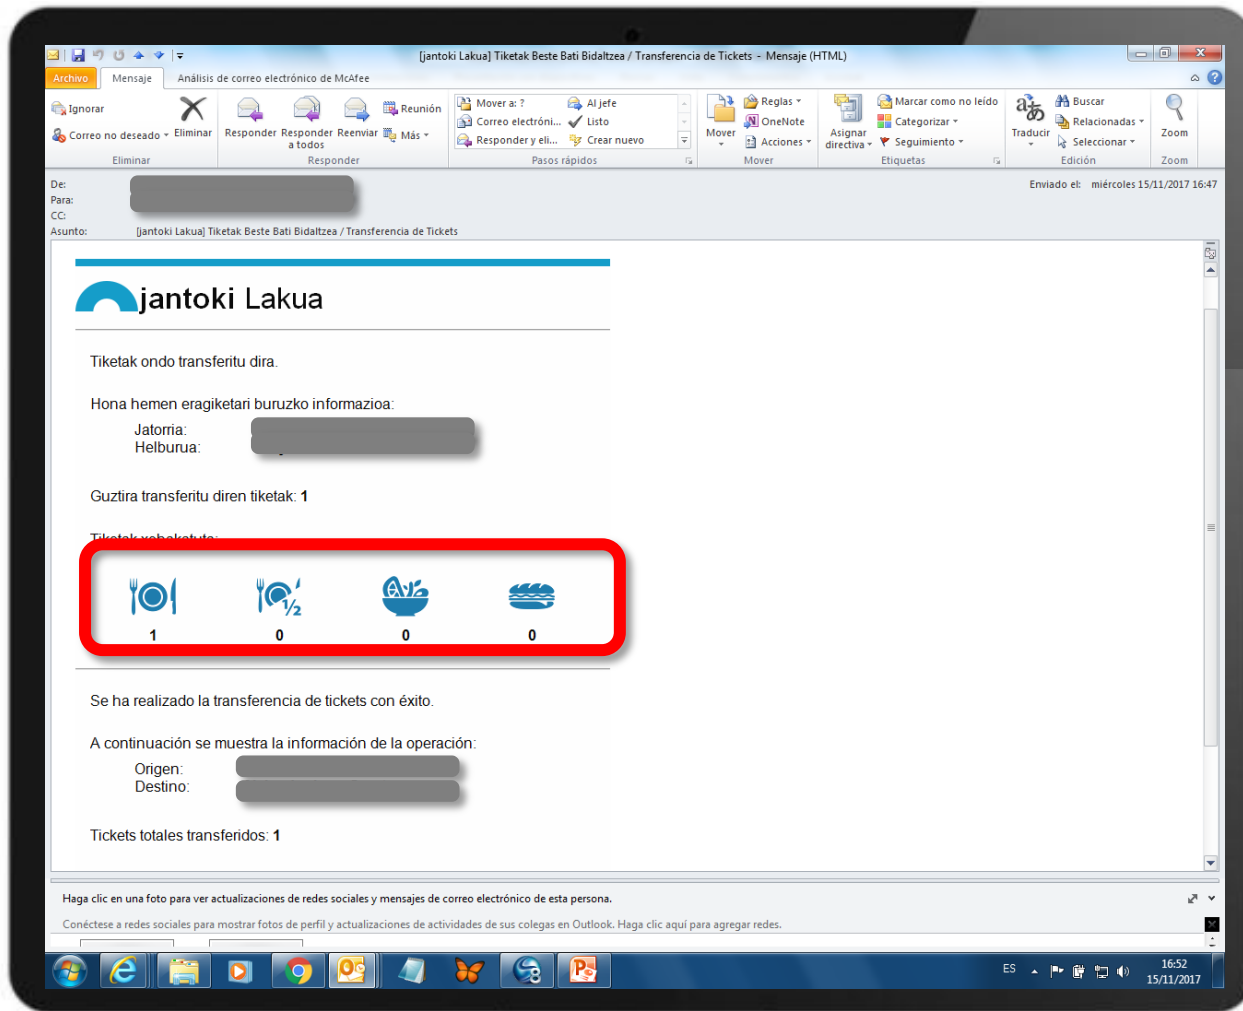 [jantoki Lakua] Tiketak Beste Bati Bidaltzea / Transferencia de Tickets - Mensaje (HTML)
Archivo Mensaje Análisis de correo electrónico de McAfee
Ignorar
Correo no deseado
Eliminar
Responder
Responder a todos
Reenviar
Reunión
Más
Mover a: ?
Correo electróni...
Responder y eli...
Al jefe
Listo
Crear nuevo
Mover
Reglas
OneNote
Acciones
Asignar directiva
Marcar como no leído
Categorizar
Seguimiento
Traducir
Buscar
Relacionadas
Seleccionar
Zoom
Eliminar Responder Pasos rápidos Mover Etiquetas Edición Zoom
De:
Enviado el: miércoles 15/11/2017 16:47
Para:
CC:
Asunto: [jantoki Lakua] Tiketak Beste Bati Bidaltzea / Transferencia de Tickets
jantoki Lakua
Tiketak ondo transferitu dira.
Hona hemen eragiketari buruzko informazioa:
Jatorria:
Helburua:
Guztira transferitu diren tiketak: 1
1/2
1 0 0 0
Se ha realizado la transferencia de tickets con éxito.
A continuación se muestra la información de la operación:
Origen:
Destino:
Tickets totales transferidos: 1
Haga clic en una foto para ver actualizaciones de redes sociales y mensajes de correo electrónico de esta persona.
Conéctese a redes sociales para mostrar fotos de perfil y actualizaciones de actividades de sus colegas en Outlook. Haga clic aquí para agregar redes.
ES
16:52
15/11/2017